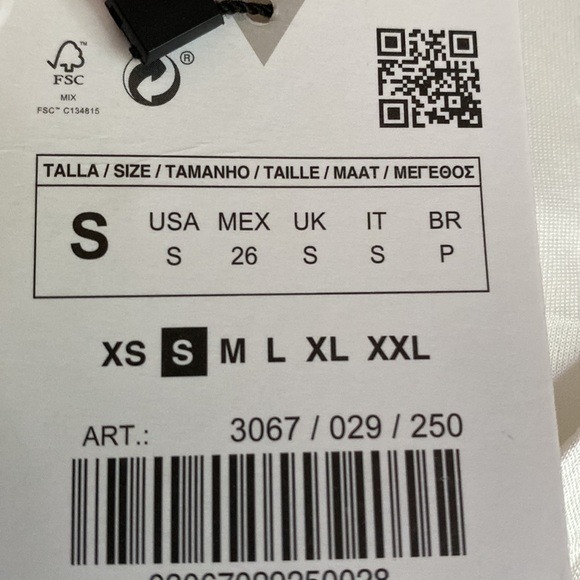 FSC™
MIX
FSC™ C134815
®
TALLA / SIZE / TAMANHO / TAILLE / MAAT / ΜΕΓΕΘΟΣ
S
USA MEX UK IT BR
S 26 S S P
XS S M L XL XXL
ART.: 3067 / 029 / 250